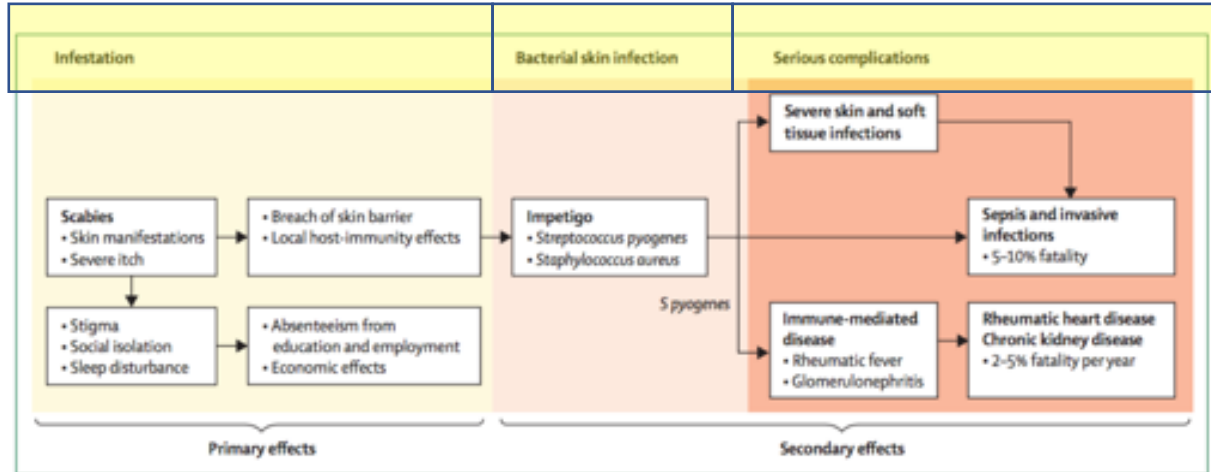 Infestation
Bacterial skin infection
Serious complications
Severe skin and soft
tissue infections
Scabies
• Skin manifestations
• Severe itch
• Breach of skin barrier
• Local host-immunity effects
Impetigo
• Streptococcus pyogenes
• Staphylococcus aureus
Sepsis and invasive
infections
• 5–10% fatality
S pyogenes
• Stigma
• Social isolation
• Sleep disturbance
• Absenteeism from
education and employment
• Economic effects
Immune-mediated
disease
• Rheumatic fever
• Glomerulonephritis
Rheumatic heart disease
Chronic kidney disease
• 2–5% fatality per year
Primary effects
Secondary effects